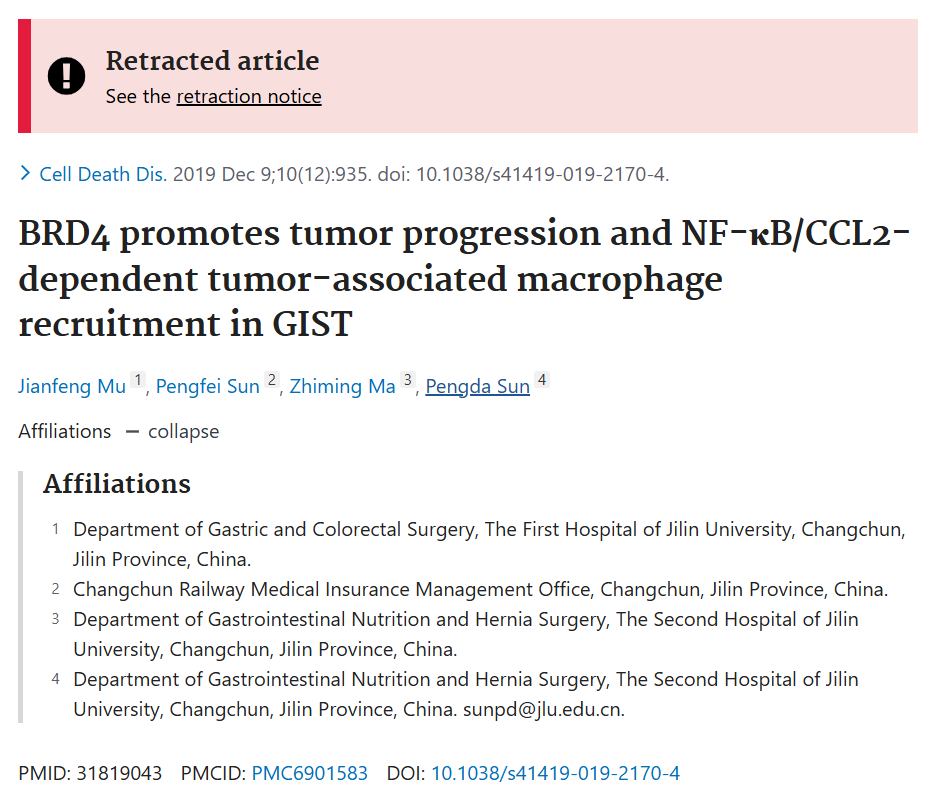 Retracted article
See the retraction notice
Cell Death Dis. 2019 Dec 9;10(12):935. doi: 10.1038/s41419-019-2170-4.
BRD4 promotes tumor progression and NF-κB/CCL2-
dependent tumor-associated macrophage
recruitment in GIST
Jianfeng Mu 1, Pengfei Sun 2, Zhiming Ma 3, Pengda Sun 4
Affiliations — collapse
Affiliations
1 Department of Gastric and Colorectal Surgery, The First Hospital of Jilin University, Changchun,
Jilin Province, China.
2 Changchun Railway Medical Insurance Management Office, Changchun, Jilin Province, China.
3 Department of Gastrointestinal Nutrition and Hernia Surgery, The Second Hospital of Jilin
University, Changchun, Jilin Province, China.
4 Department of Gastrointestinal Nutrition and Hernia Surgery, The Second Hospital of Jilin
University, Changchun, Jilin Province, China. sunpd@jlu.edu.cn.
PMID: 31819043 PMCID: PMC6901583 DOI: 10.1038/s41419-019-2170-4